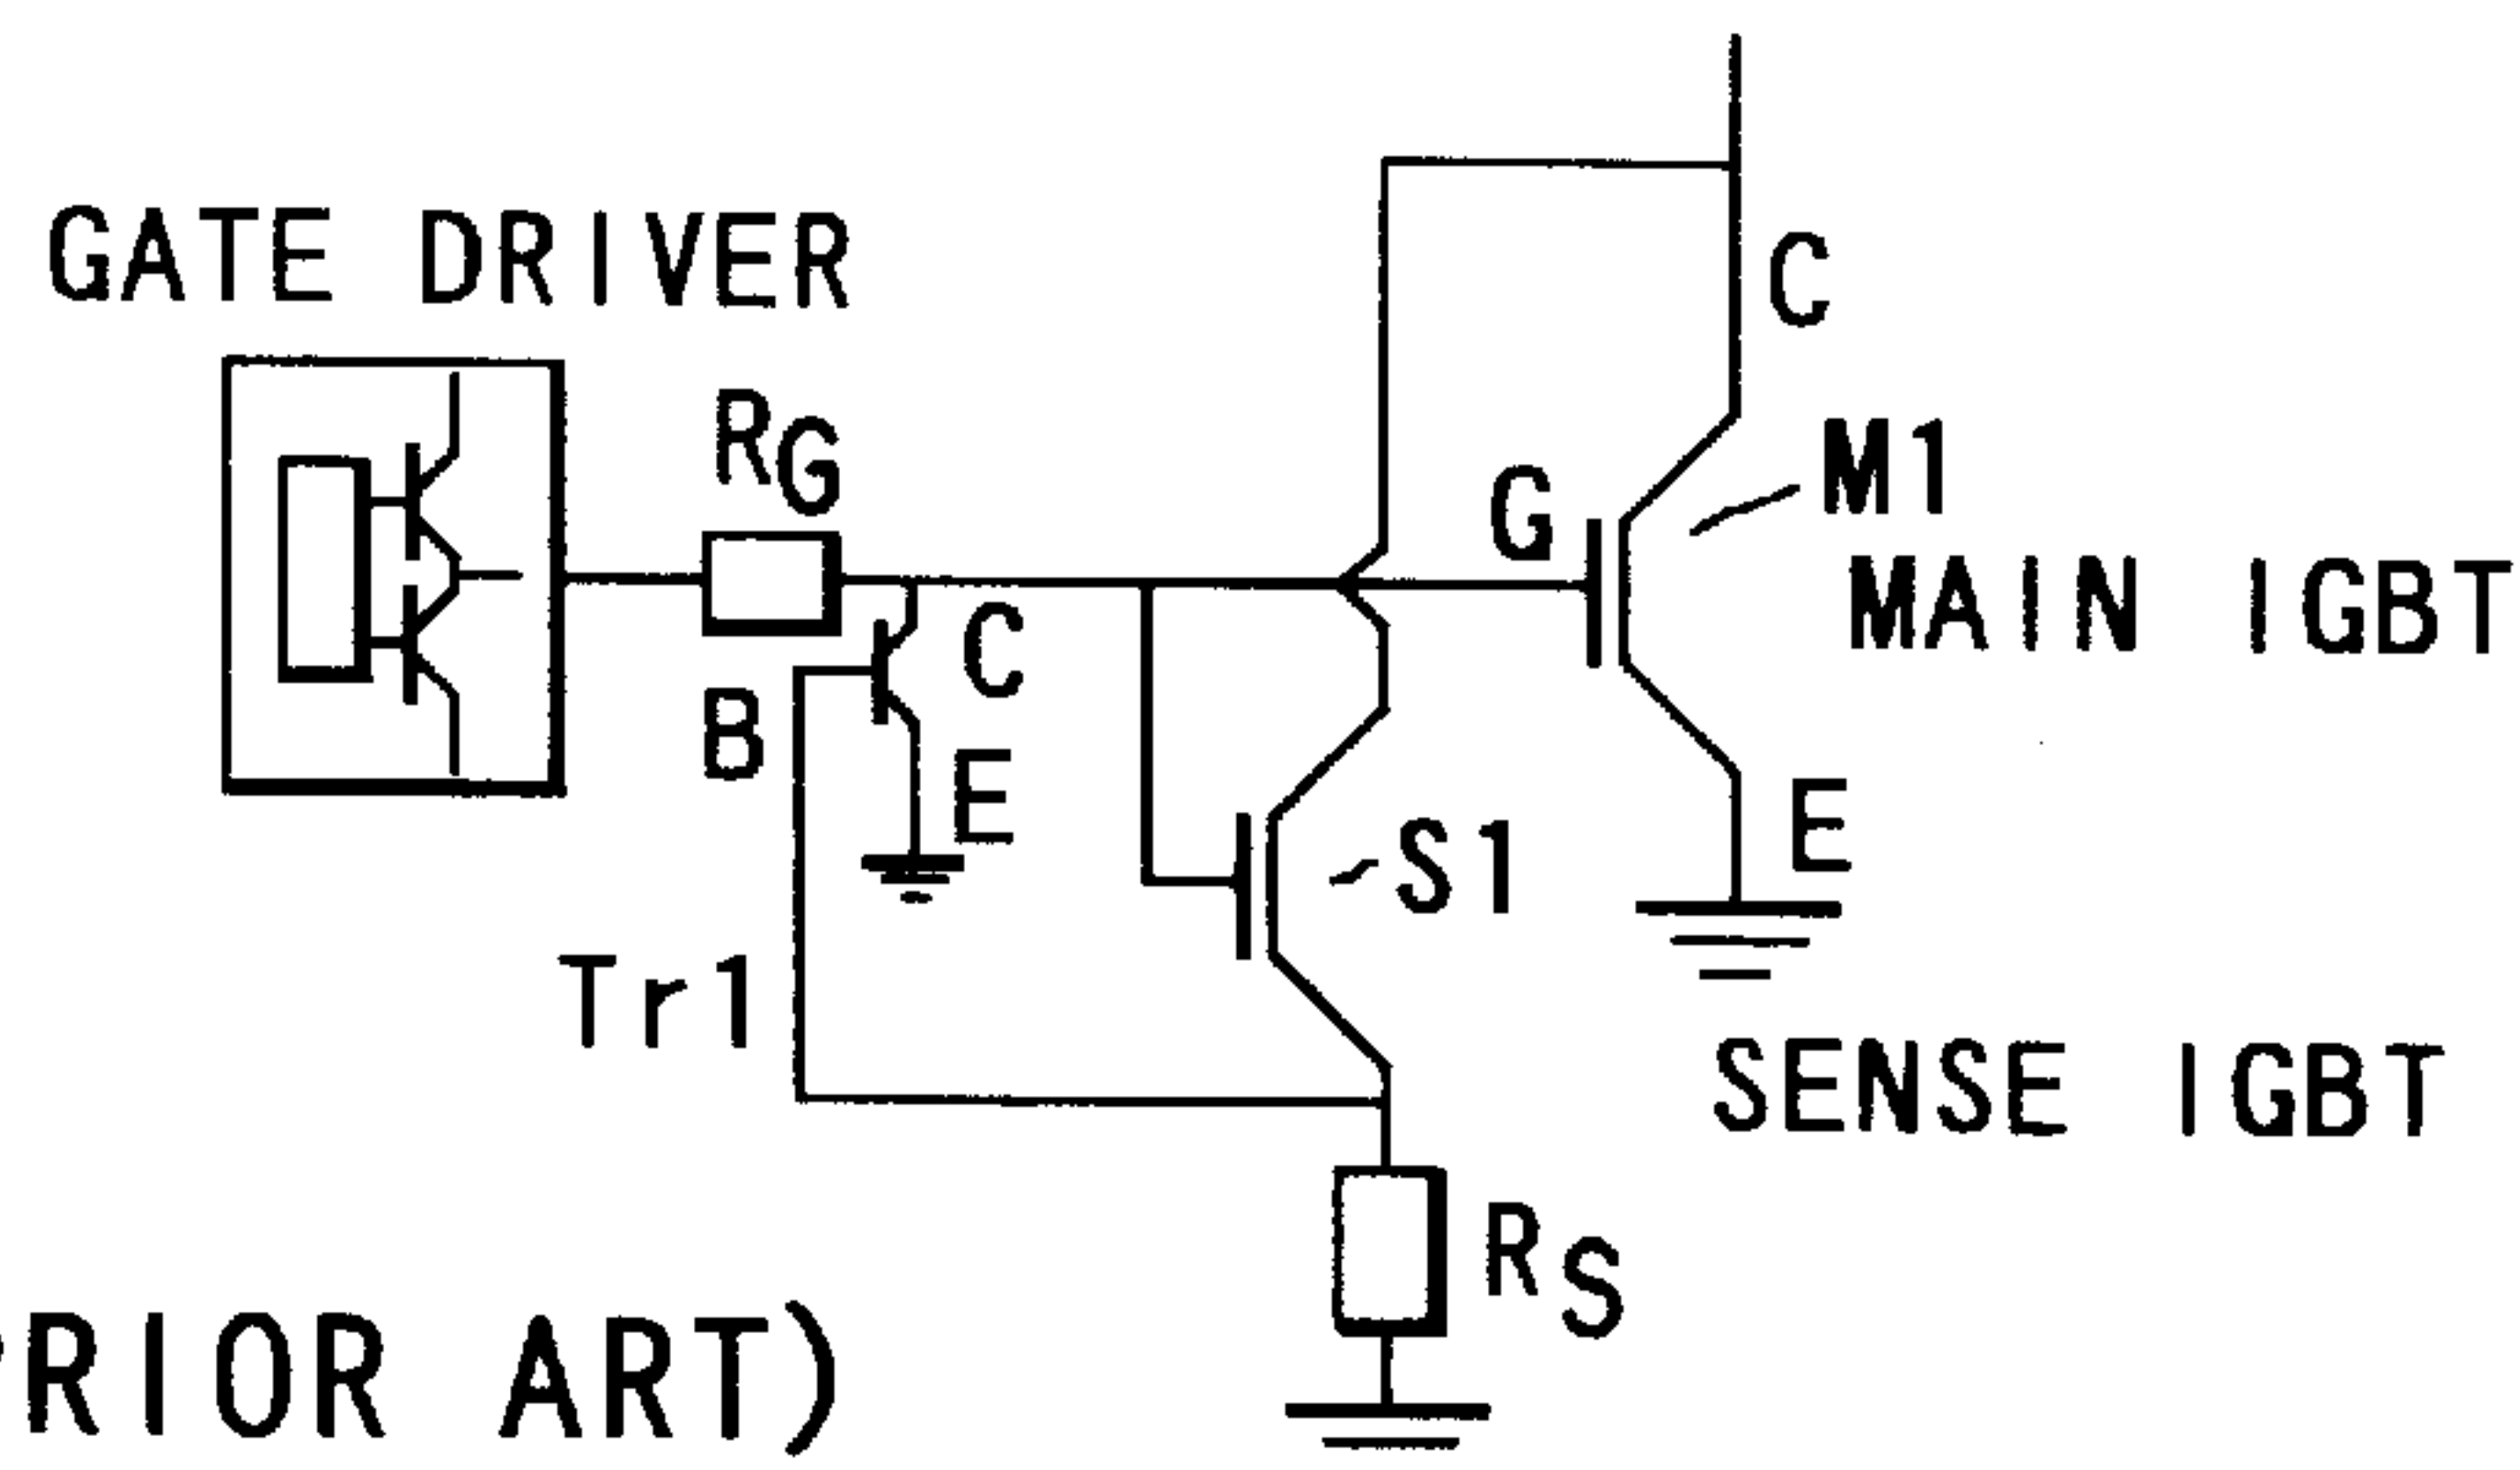 GATE DRIVER
C
RG
G
M1
MAIN IGBT
C
B
E
E
S1
Tr1
SENSE IGBT
RS
RIOR ART)